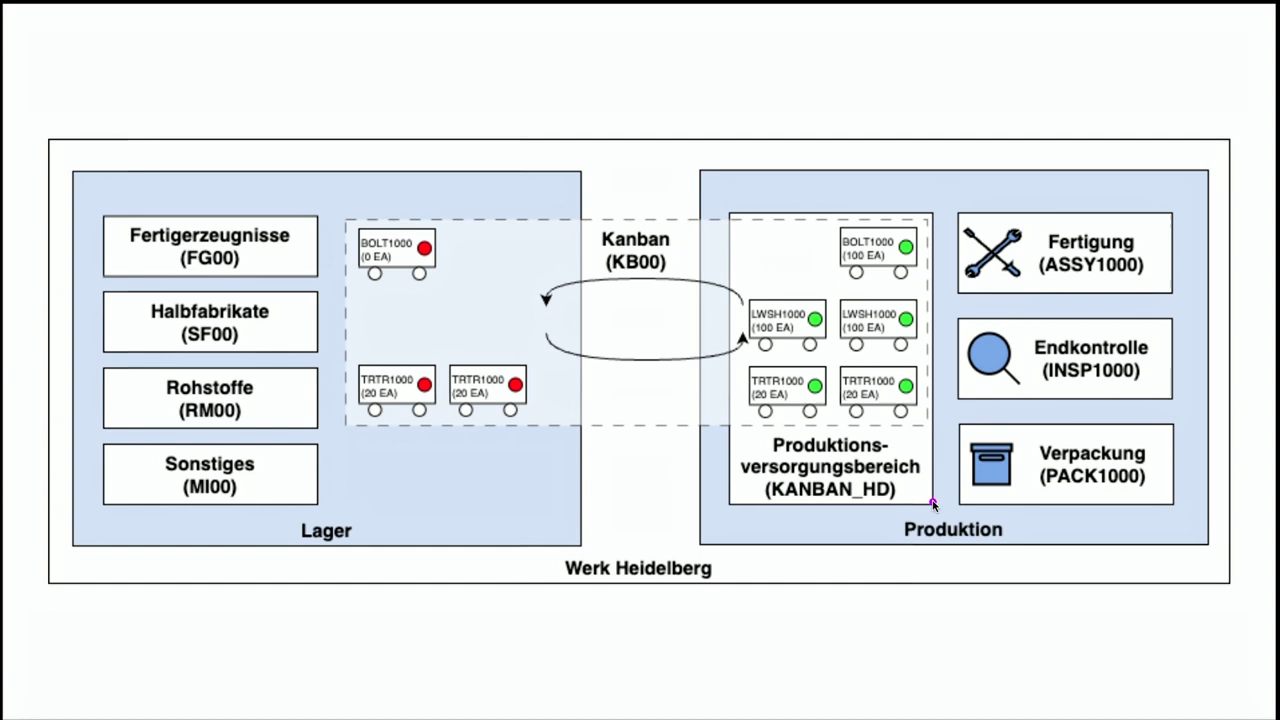 Fertigerzeugnisse
(FG00)
Halbfabrikate
(SF00)
Rohstoffe
(RM00)
Sonstiges
(MI00)
Lager
BOLT1000
(0 EA)
TRTR1000
(20 EA)
TRTR1000
(20 EA)
Kanban
(KB00)
BOLT1000
(100 EA)
LWSH1000
(100 EA)
LWSH1000
(100 EA)
TRTR1000
(20 EA)
TRTR1000
(20 EA)
Produktions-
versorgungsbereich
(KANBAN_HD)
Fertigung
(ASSY1000)
Endkontrolle
(INSP1000)
Verpackung
(PACK1000)
Produktion
Werk Heidelberg